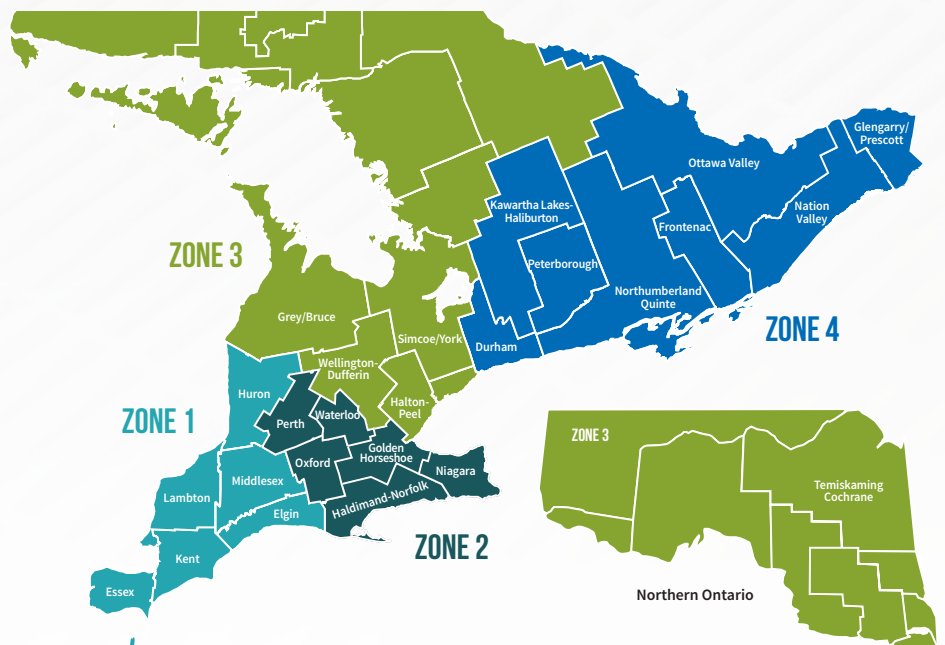 Glengarry/
Prescott
Ottawa Valley
Kawartha Lakes-
Haliburton
Nation
Valley
Frontenac
ZONE 3
Peterborough
Northumberland
Quinte
Grey/Bruce
ZONE 4
Simcoe/York
Durham
Wellington-
Dufferin
Huron
Halton-
Peel
ZONE 1
Perth
Waterloo
ZONE 3
Golden
Horseshoe
Oxford
Niagara
Middlesex
Temiskaming
Cochrane
Lambton
Haldimand-Norfolk
Elgin
ZONE 2
Kent
Essex
Northern Ontario